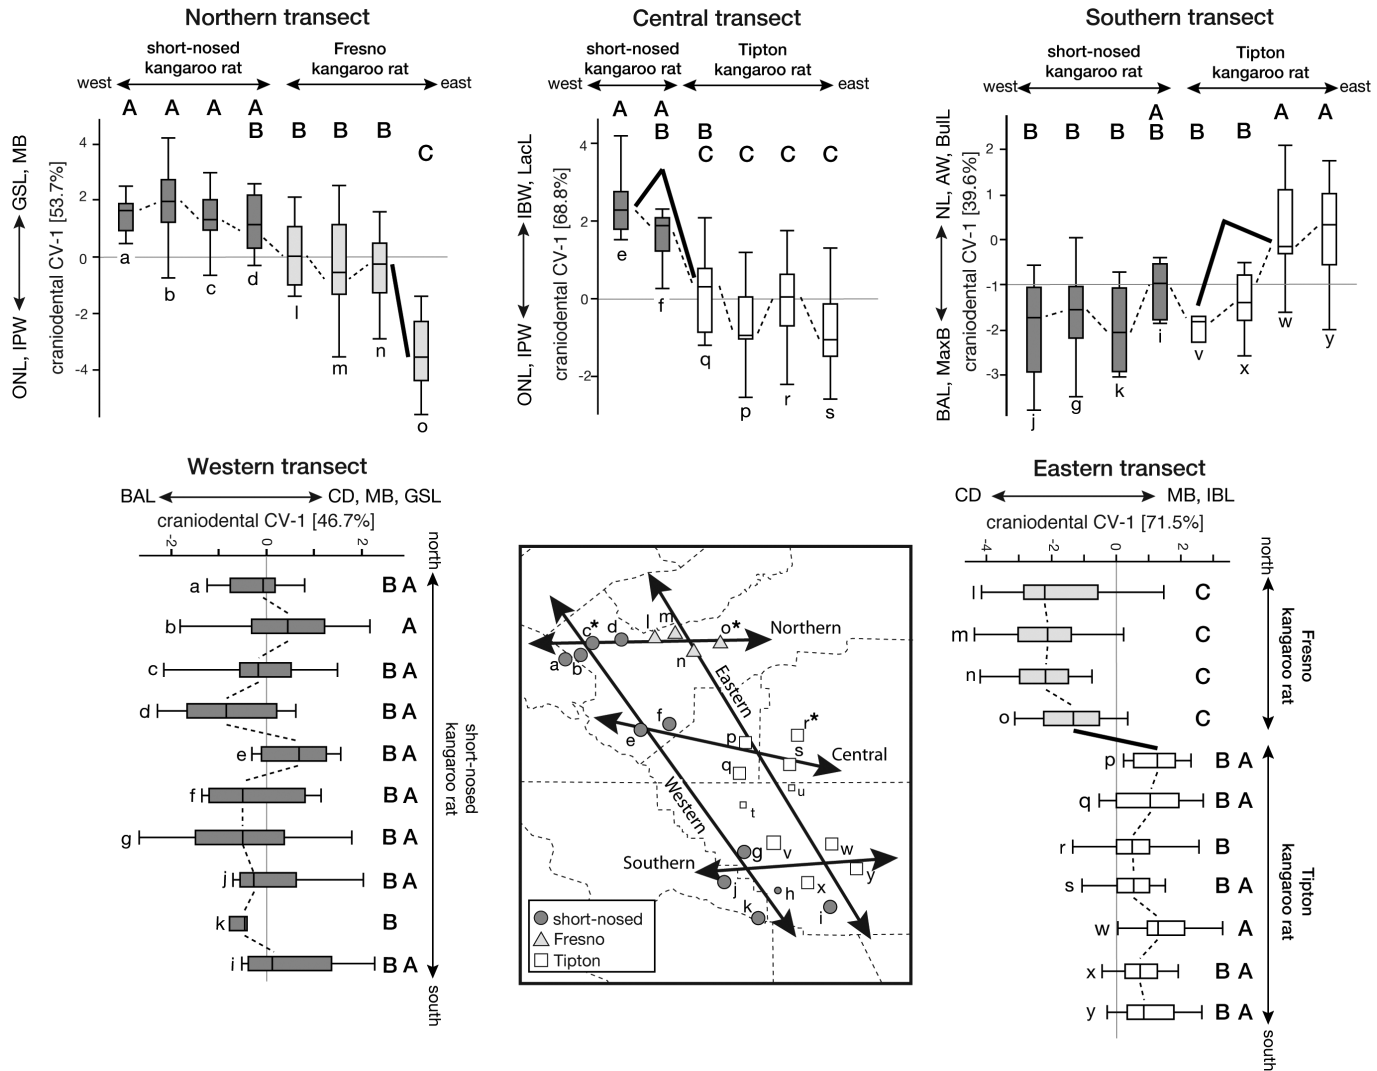 Northern transect
short-nosed
kangaroo rat
Fresno
kangaroo rat
west
east
A A A A
B B B B
C
GSL, MB
ONL, IPW
craniodental CV-1 [53.7%]
4
2
0
-2
-4
a b c d l m n o
Central transect
short-nosed
kangaroo rat
Tipton
kangaroo rat
west
east
A A B
B C C C C
IBW, LacL
ONL, IPW
craniodental CV-1 [68.8%]
4
2
0
-2
e f q p r s
Southern transect
short-nosed
kangaroo rat
Tipton
kangaroo rat
west
east
A A A
B B B B B B
NL, AW, BulL
BAL, MaxB
craniodental CV-1 [39.6%]
2
1
0
-1
-2
-3
j g k i v x w y
Western transect
BAL
CD, MB, GSL
craniodental CV-1 [46.7%]
-2 0 2
north
a B A
b A
c B A
d B A
e B A
f B A
g B A
j B A
k B
i B A
short-nosed
kangaroo rat
south
c* d l m o*
Northern
a b n
Eastern
f r*
e p s
Central
q u
Western
t
g v w
Southern
j h x y
k i
short-nosed
Fresno
Tipton
Eastern transect
CD
MB, IBL
craniodental CV-1 [71.5%]
-4 -2 0 2
north
l C
m C
n C
o C
Fresno
kangaroo rat
p B A
q B A
r B
s B A
w A
x B A
y B A
Tipton
kangaroo rat
south